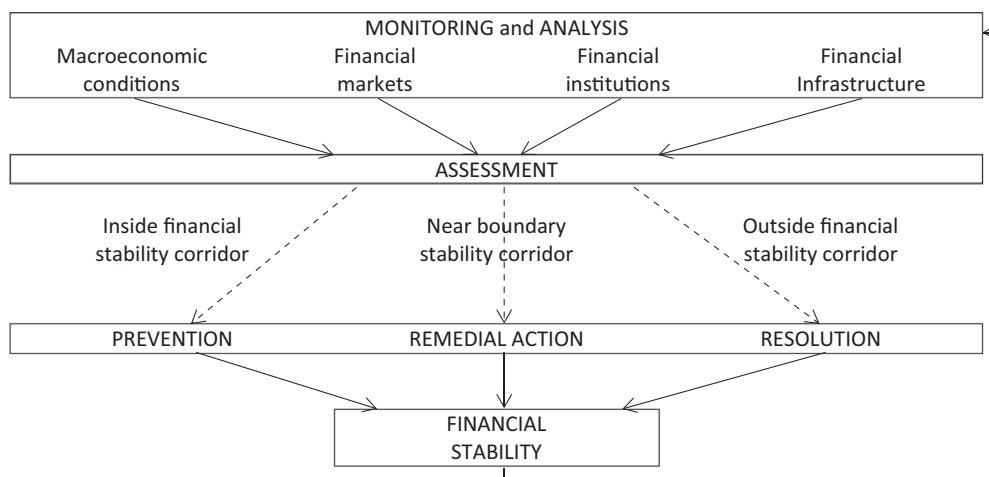 MONITORING and ANALYSIS
Macroeconomic conditions
Financial markets
Financial institutions
Financial Infrastructure
ASSESSMENT
Inside financial stability corridor
Near boundary stability corridor
Outside financial stability corridor
PREVENTION
REMEDIAL ACTION
RESOLUTION
FINANCIAL
STABILITY